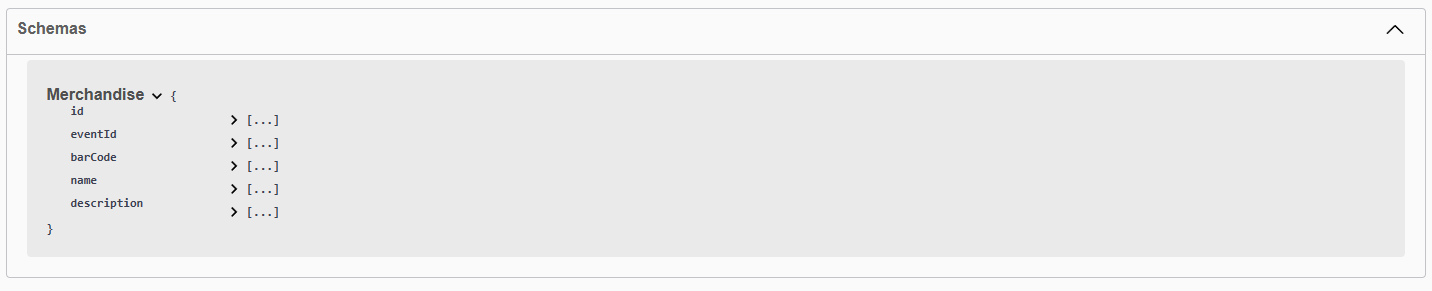 Schemas
Merchandise {
id [...]
eventId [...]
barCode [...]
name [...]
description [...]
}